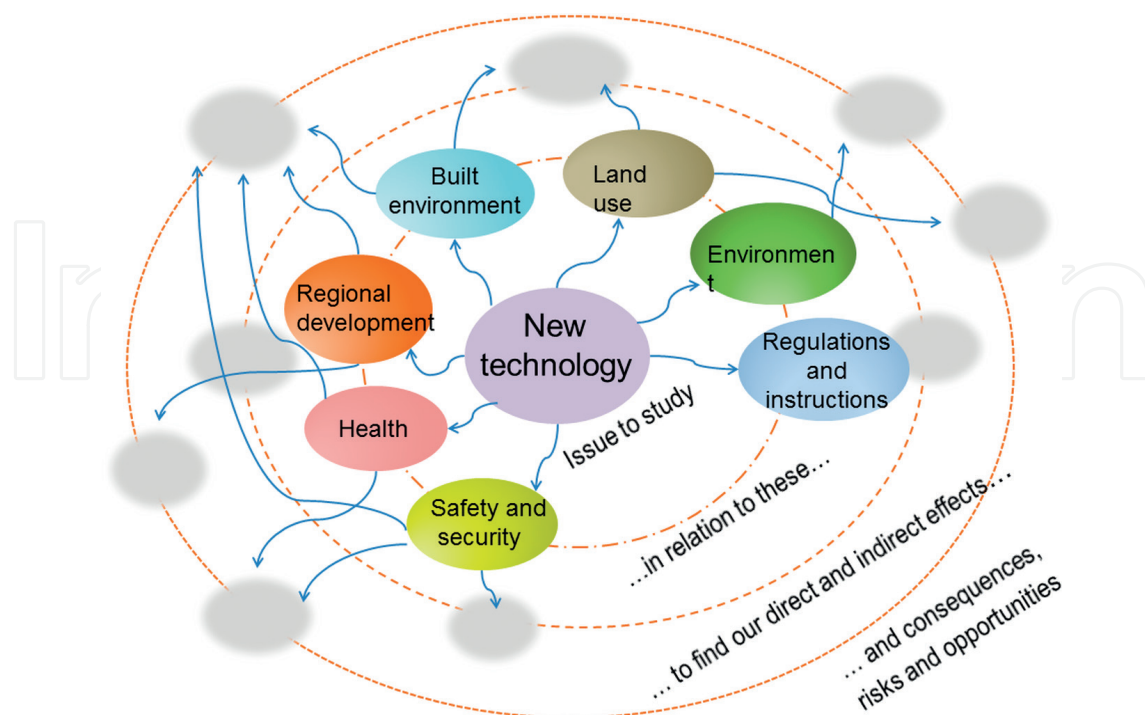 Built
environment
Land
use
Environmen
t
Regional
development
New
technology
Regulations
and
instructions
Health
Safety and
security
Issue to study
...in relation to these...
... to find our direct and indirect effects...
... and consequences,
risks and opportunities